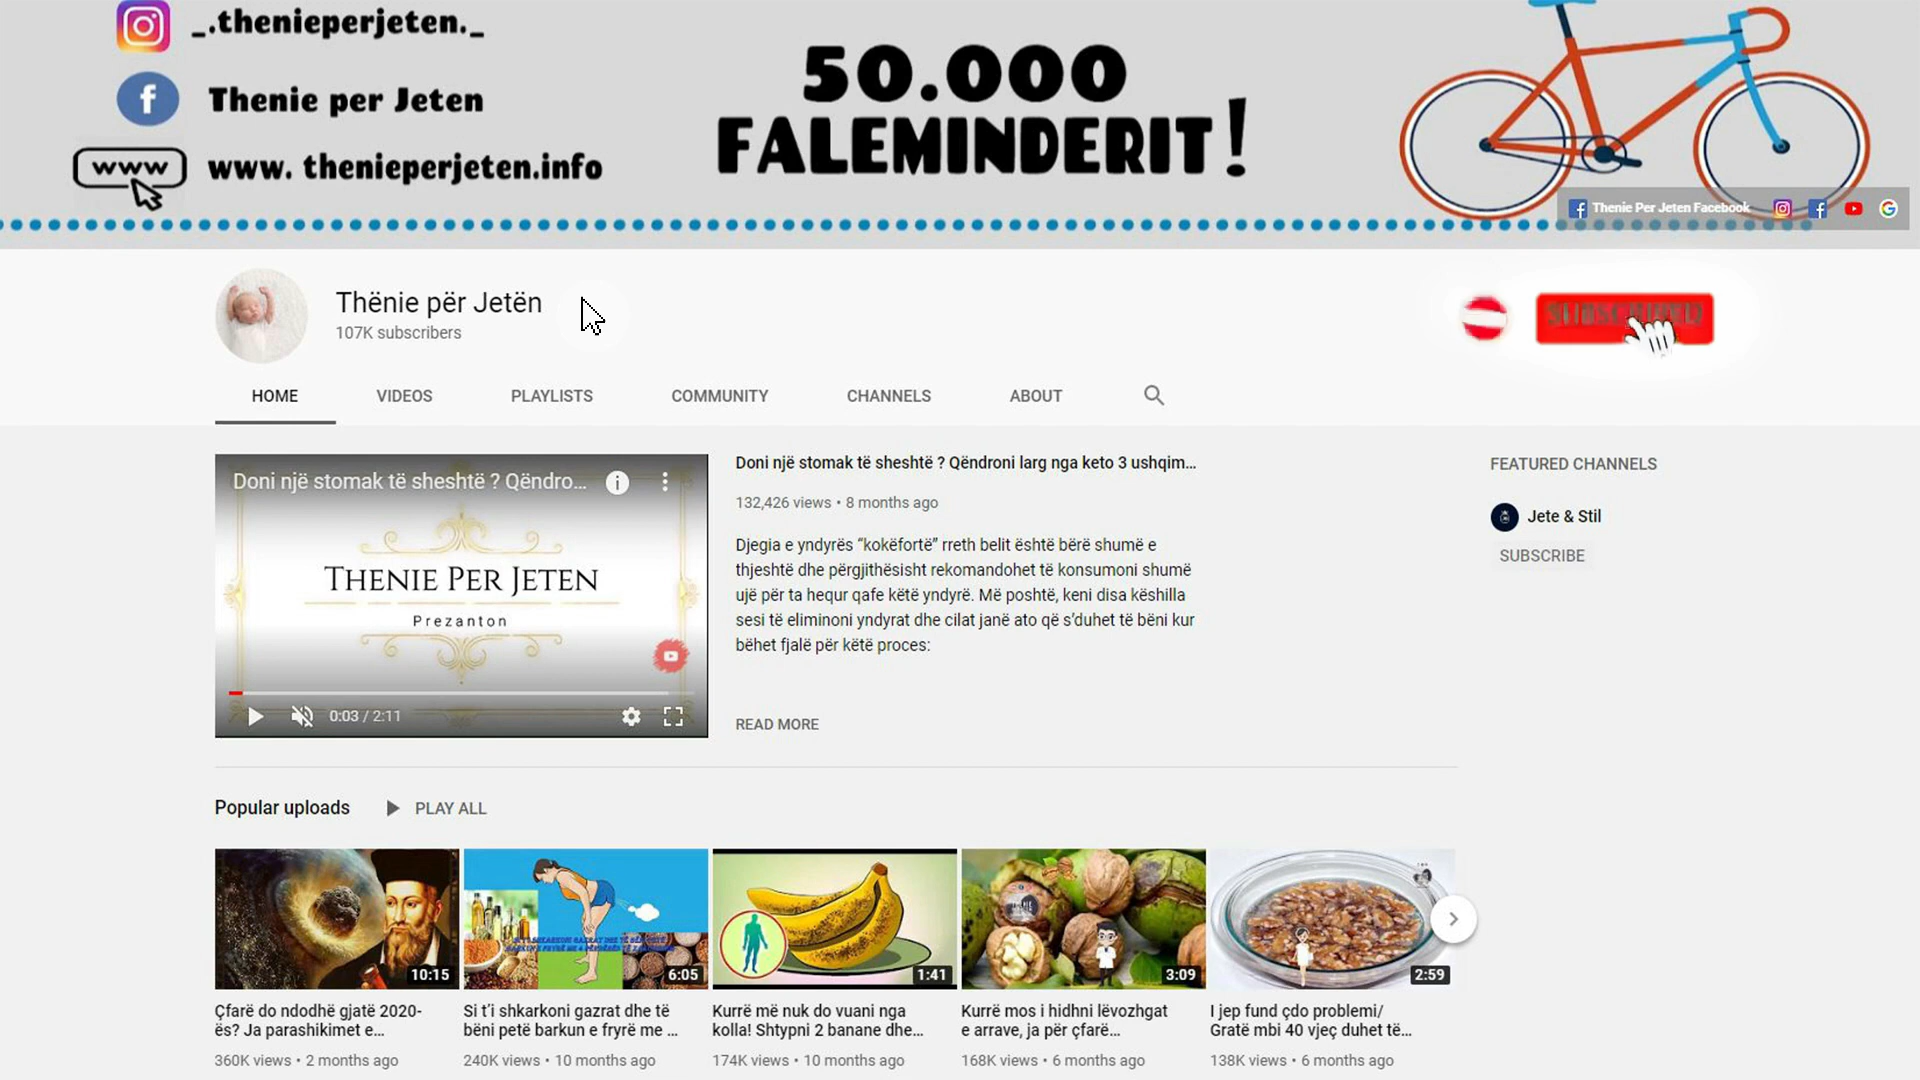 _.thenieperjeten._
Thenie per Jeten
www
www. thenieperjeten.info
50.000
FALEMINDERIT!
Thenie Per Jeten Facebook
Thënie për Jetën
107K subscribers
HOME
VIDEOS
PLAYLISTS
COMMUNITY
CHANNELS
ABOUT
Doni një stomak të sheshtë ? Qëndro...
THENIE PER JETEN
Prezanton
0:03 / 2:11
Doni një stomak të sheshtë ? Qëndroni larg nga keto 3 ushqim...
132,426 views • 8 months ago
Djegia e yndyrës “kokëfortë” rreth belit është bërë shumë e
thjeshtë dhe përgjithësisht rekomandohet të konsumoni shumë
ujë për ta hequr qafe këtë yndyrë. Më poshtë, keni disa këshilla
sesi të eliminoni yndyrat dhe cilat janë ato që s’duhet të bëni kur
bëhet fjalë për këtë proces:
READ MORE
FEATURED CHANNELS
Jete & Stil
SUBSCRIBE
Popular uploads
PLAY ALL
10:15
6:05
1:41
3:09
2:59
Çfarë do ndodhë gjatë 2020-
ës? Ja parashikimet e...
360K views • 2 months ago
Si t’i shkarkoni gazrat dhe të
bëni petë barkun e fryrë me ...
240K views • 10 months ago
Kurrë më nuk do vuani nga
kolla! Shtypni 2 banane dhe...
174K views • 10 months ago
Kurrë mos i hidhni lëvozhgat
e arrave, ja për çfarë...
168K views • 6 months ago
I jep fund çdo problemi/
Gratë mbi 40 vjeç duhet të...
138K views • 6 months ago